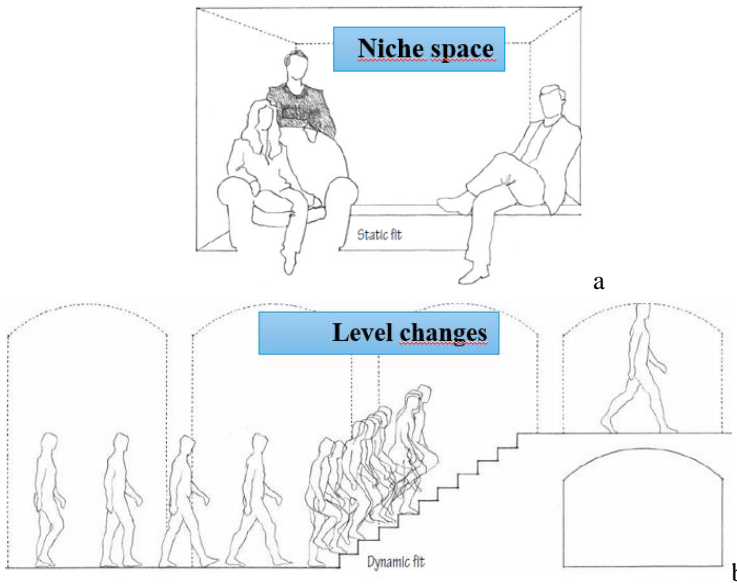 Niche space
Static fit
a
Level changes
Dynamic fit
b